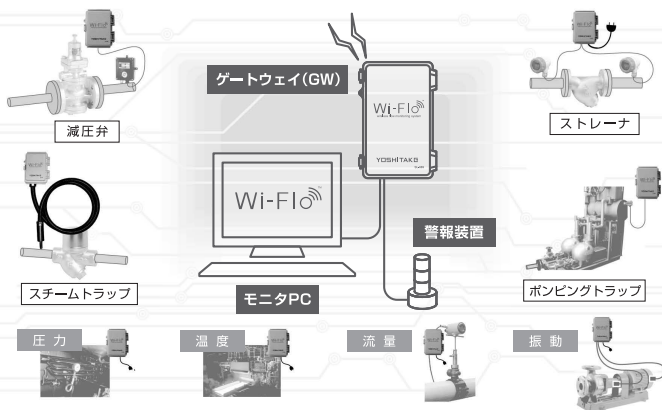 ゲートウェイ(GW)
減圧弁
Wi-Flo
YOSHITAKE
ストレーナ
Wi-Flo™
スチームトラップ
モニタPC
警報装置
ポンピングトラップ
圧力
温度
流量
振動